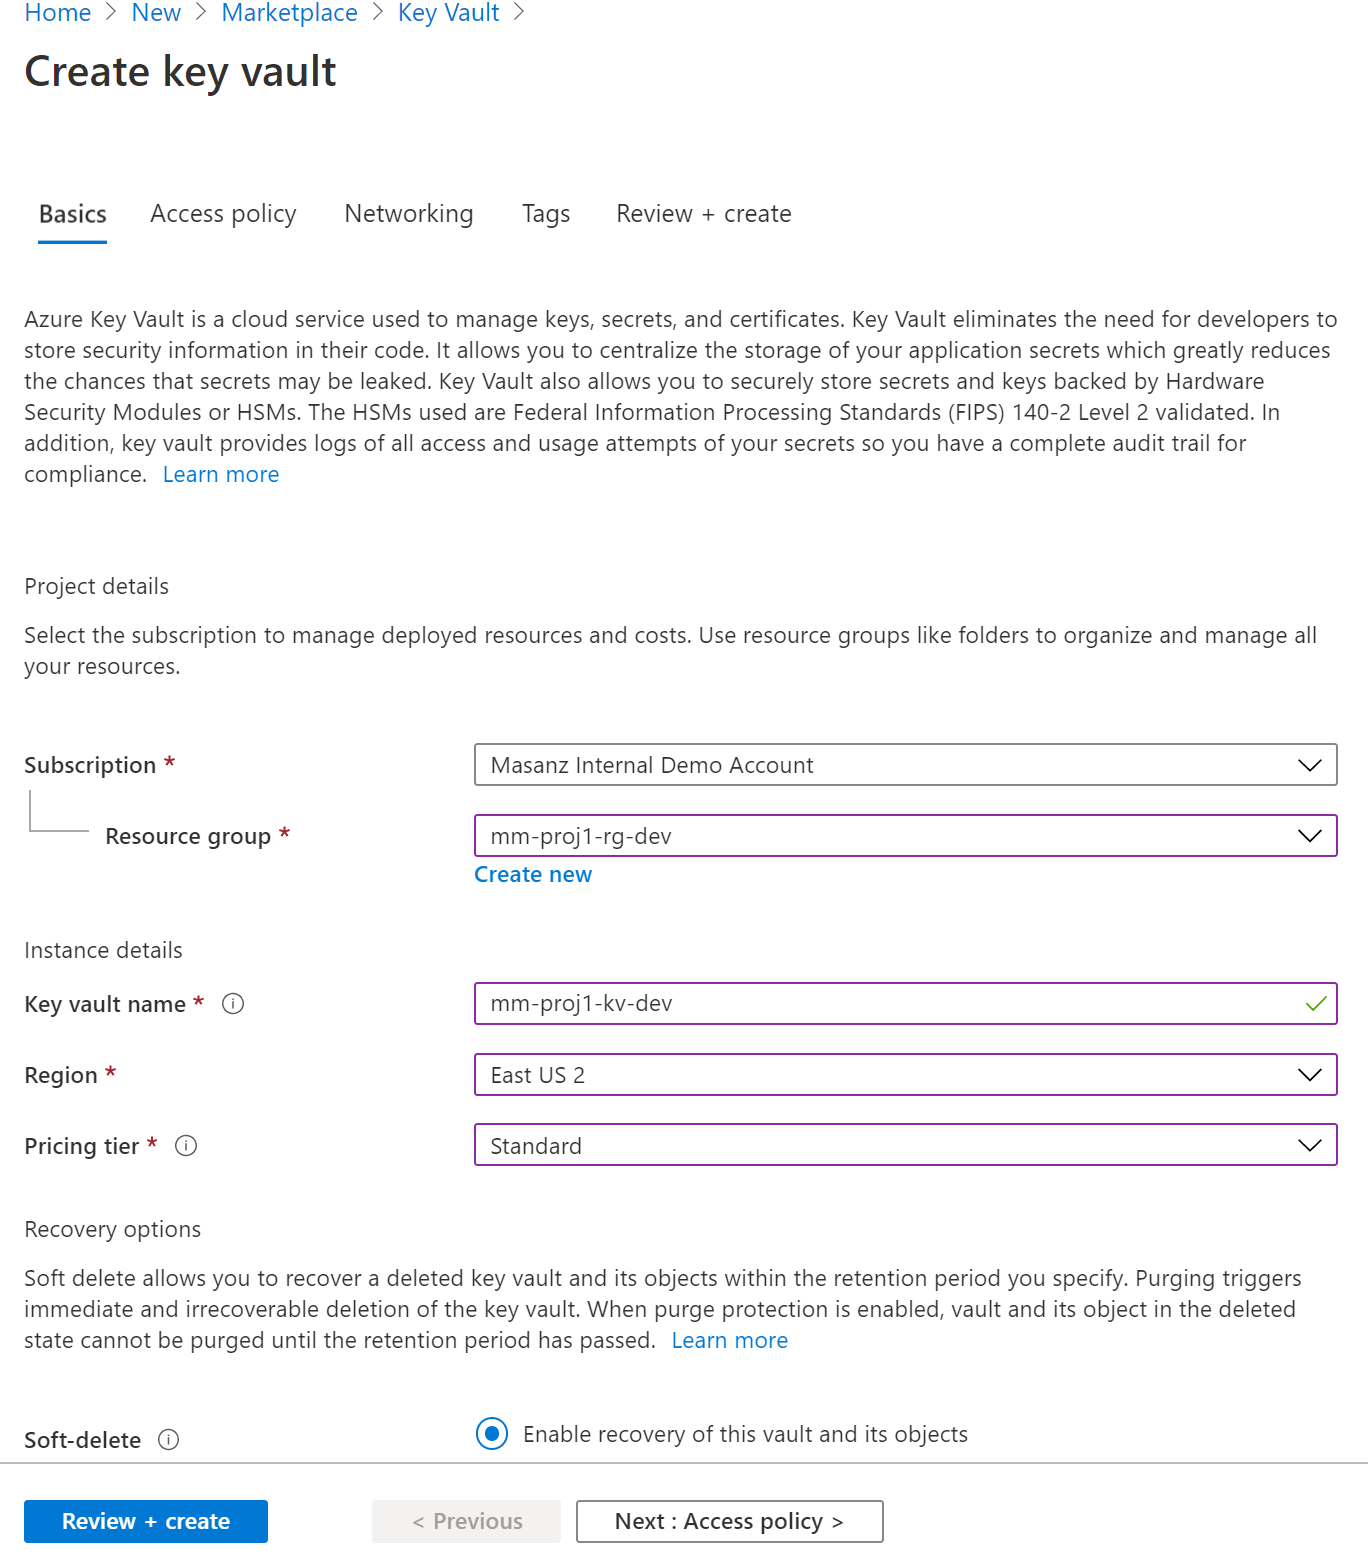 Home > New > Marketplace > Key Vault >
Create key vault
Basics Access policy Networking Tags Review + create
Azure Key Vault is a cloud service used to manage keys, secrets, and certificates. Key Vault eliminates the need for developers to
store security information in their code. It allows you to centralize the storage of your application secrets which greatly reduces
the chances that secrets may be leaked. Key Vault also allows you to securely store secrets and keys backed by Hardware
Security Modules or HSMs. The HSMs used are Federal Information Processing Standards (FIPS) 140-2 Level 2 validated. In
addition, key vault provides logs of all access and usage attempts of your secrets so you have a complete audit trail for
compliance. Learn more
Project details
Select the subscription to manage deployed resources and costs. Use resource groups like folders to organize and manage all
your resources.
Subscription * Masanz Internal Demo Account
Resource group * mm-proj1-rg-dev
Create new
Instance details
Key vault name * mm-proj1-kv-dev
Region * East US 2
Pricing tier * Standard
Recovery options
Soft delete allows you to recover a deleted key vault and its objects within the retention period you specify. Purging triggers
immediate and irrecoverable deletion of the key vault. When purge protection is enabled, vault and its object in the deleted
state cannot be purged until the retention period has passed. Learn more
Soft-delete Enable recovery of this vault and its objects
Review + create < Previous Next : Access policy >